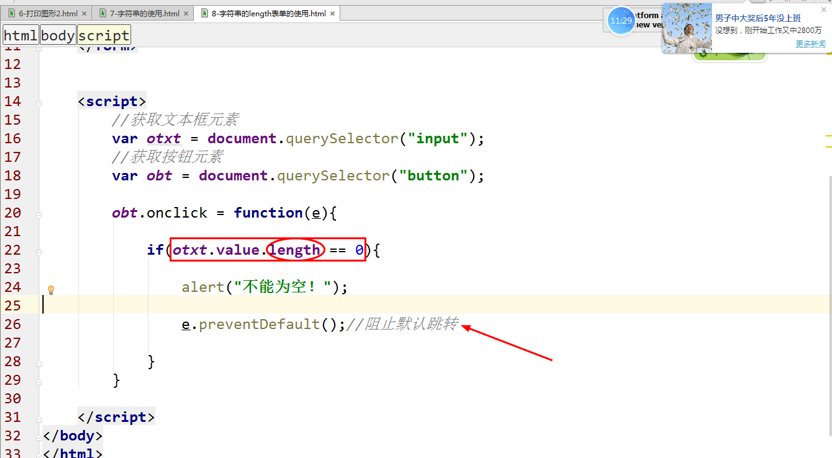 6-打印图形2.html
7-字符串的使用.html
8-字符串的length表单的使用.html
11:29
男子中大奖后5年没上班
没想到，刚开始工作又中2800万
更多新闻
html body script
11 </form>
12
13
14 <script>
15 //获取文本框元素
16 var otxt = document.querySelector("input");
17 //获取按钮元素
18 var obt = document.querySelector("button");
19
20 obt.onclick = function(e){
21
22 if(otxt.value.length == 0){
23
24 alert("不能为空！");
25
26 e.preventDefault();//阻止默认跳转
27
28 }
29 }
30
31 </script>
32 </body>
33 </html>